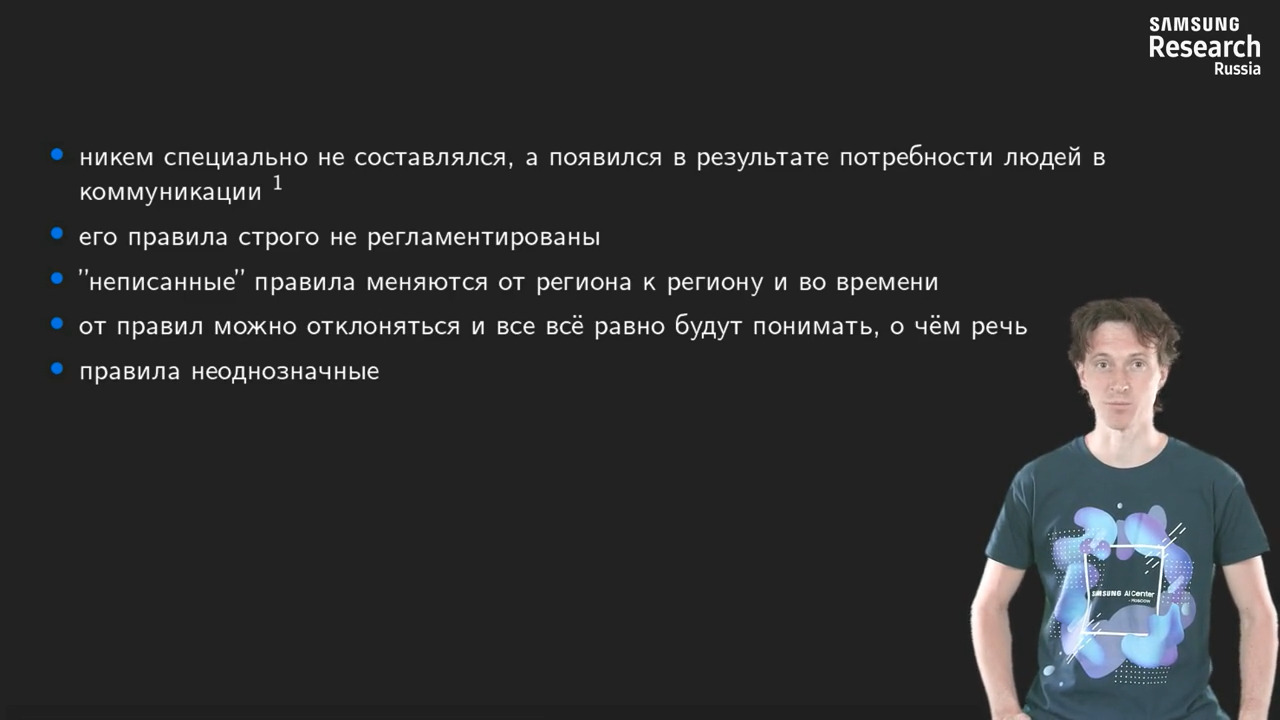 SAMSUNG
Research
Russia
никем специально не составлялся, а появился в результате потребности людей в
коммуникации 1
его правила строго не регламентированы
"неписанные" правила меняются от региона к региону и во времени
от правил можно отклоняться и все всё равно будут понимать, о чём речь
правила неоднозначные
SAMSUNG AI Center
- MOSCOW